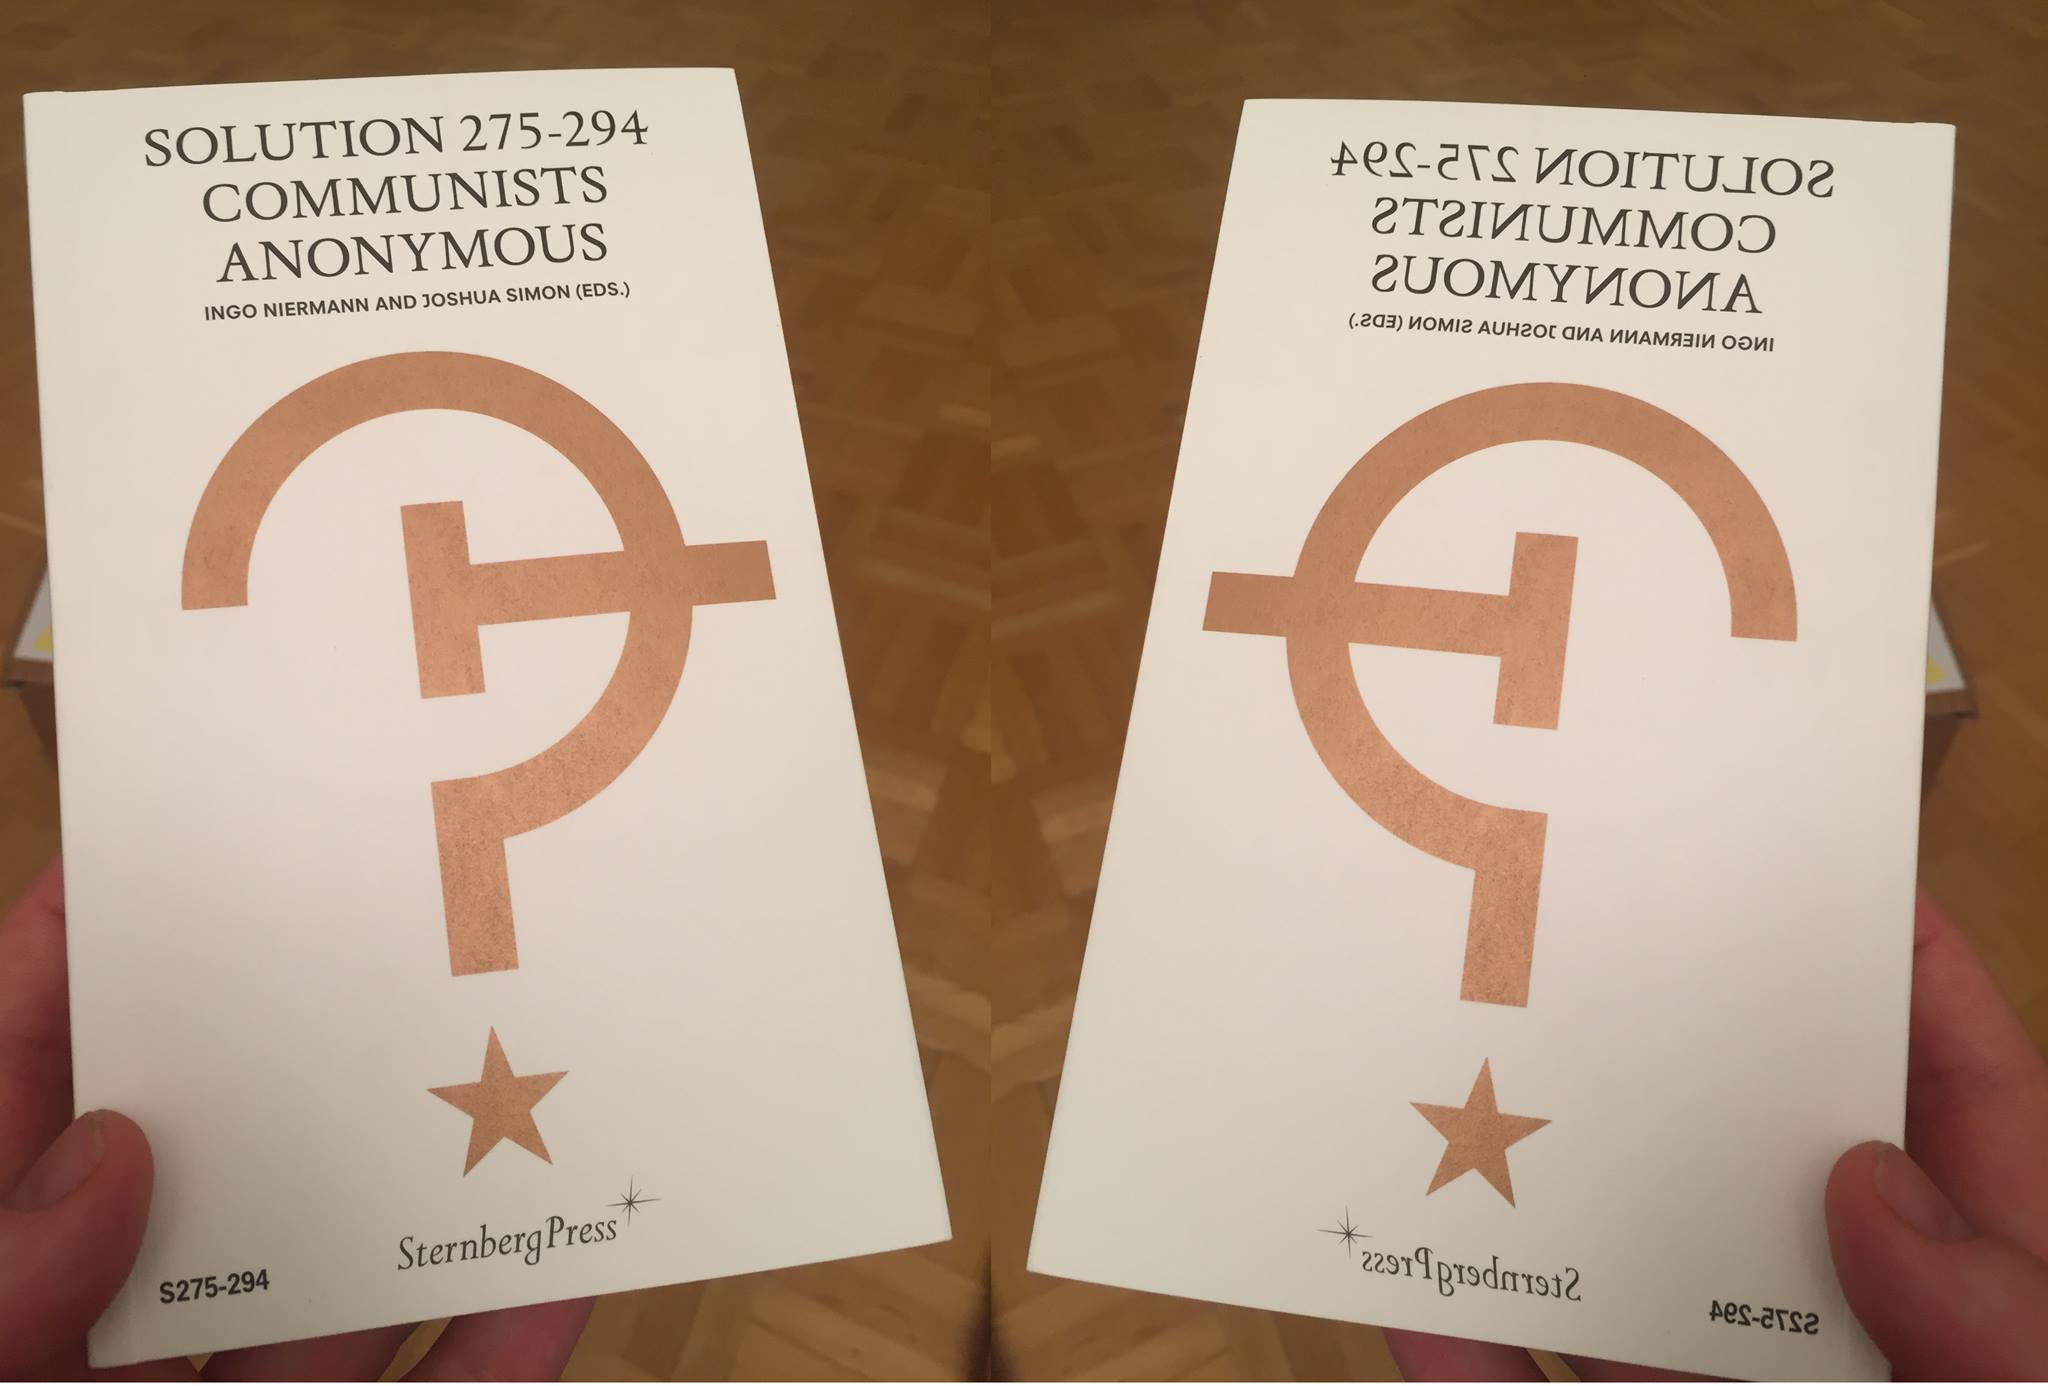 SOLUTION 275-294
COMMUNISTS
ANONYMOUS
INGO NIERMANN AND JOSHUA SIMON (EDS.)
SternbergPress
S275-294
SOLUTION 275-294
COMMUNISTS
ANONYMOUS
INGO NIERMANN AND JOSHUA SIMON (EDS.)
SternbergPress
S275-294